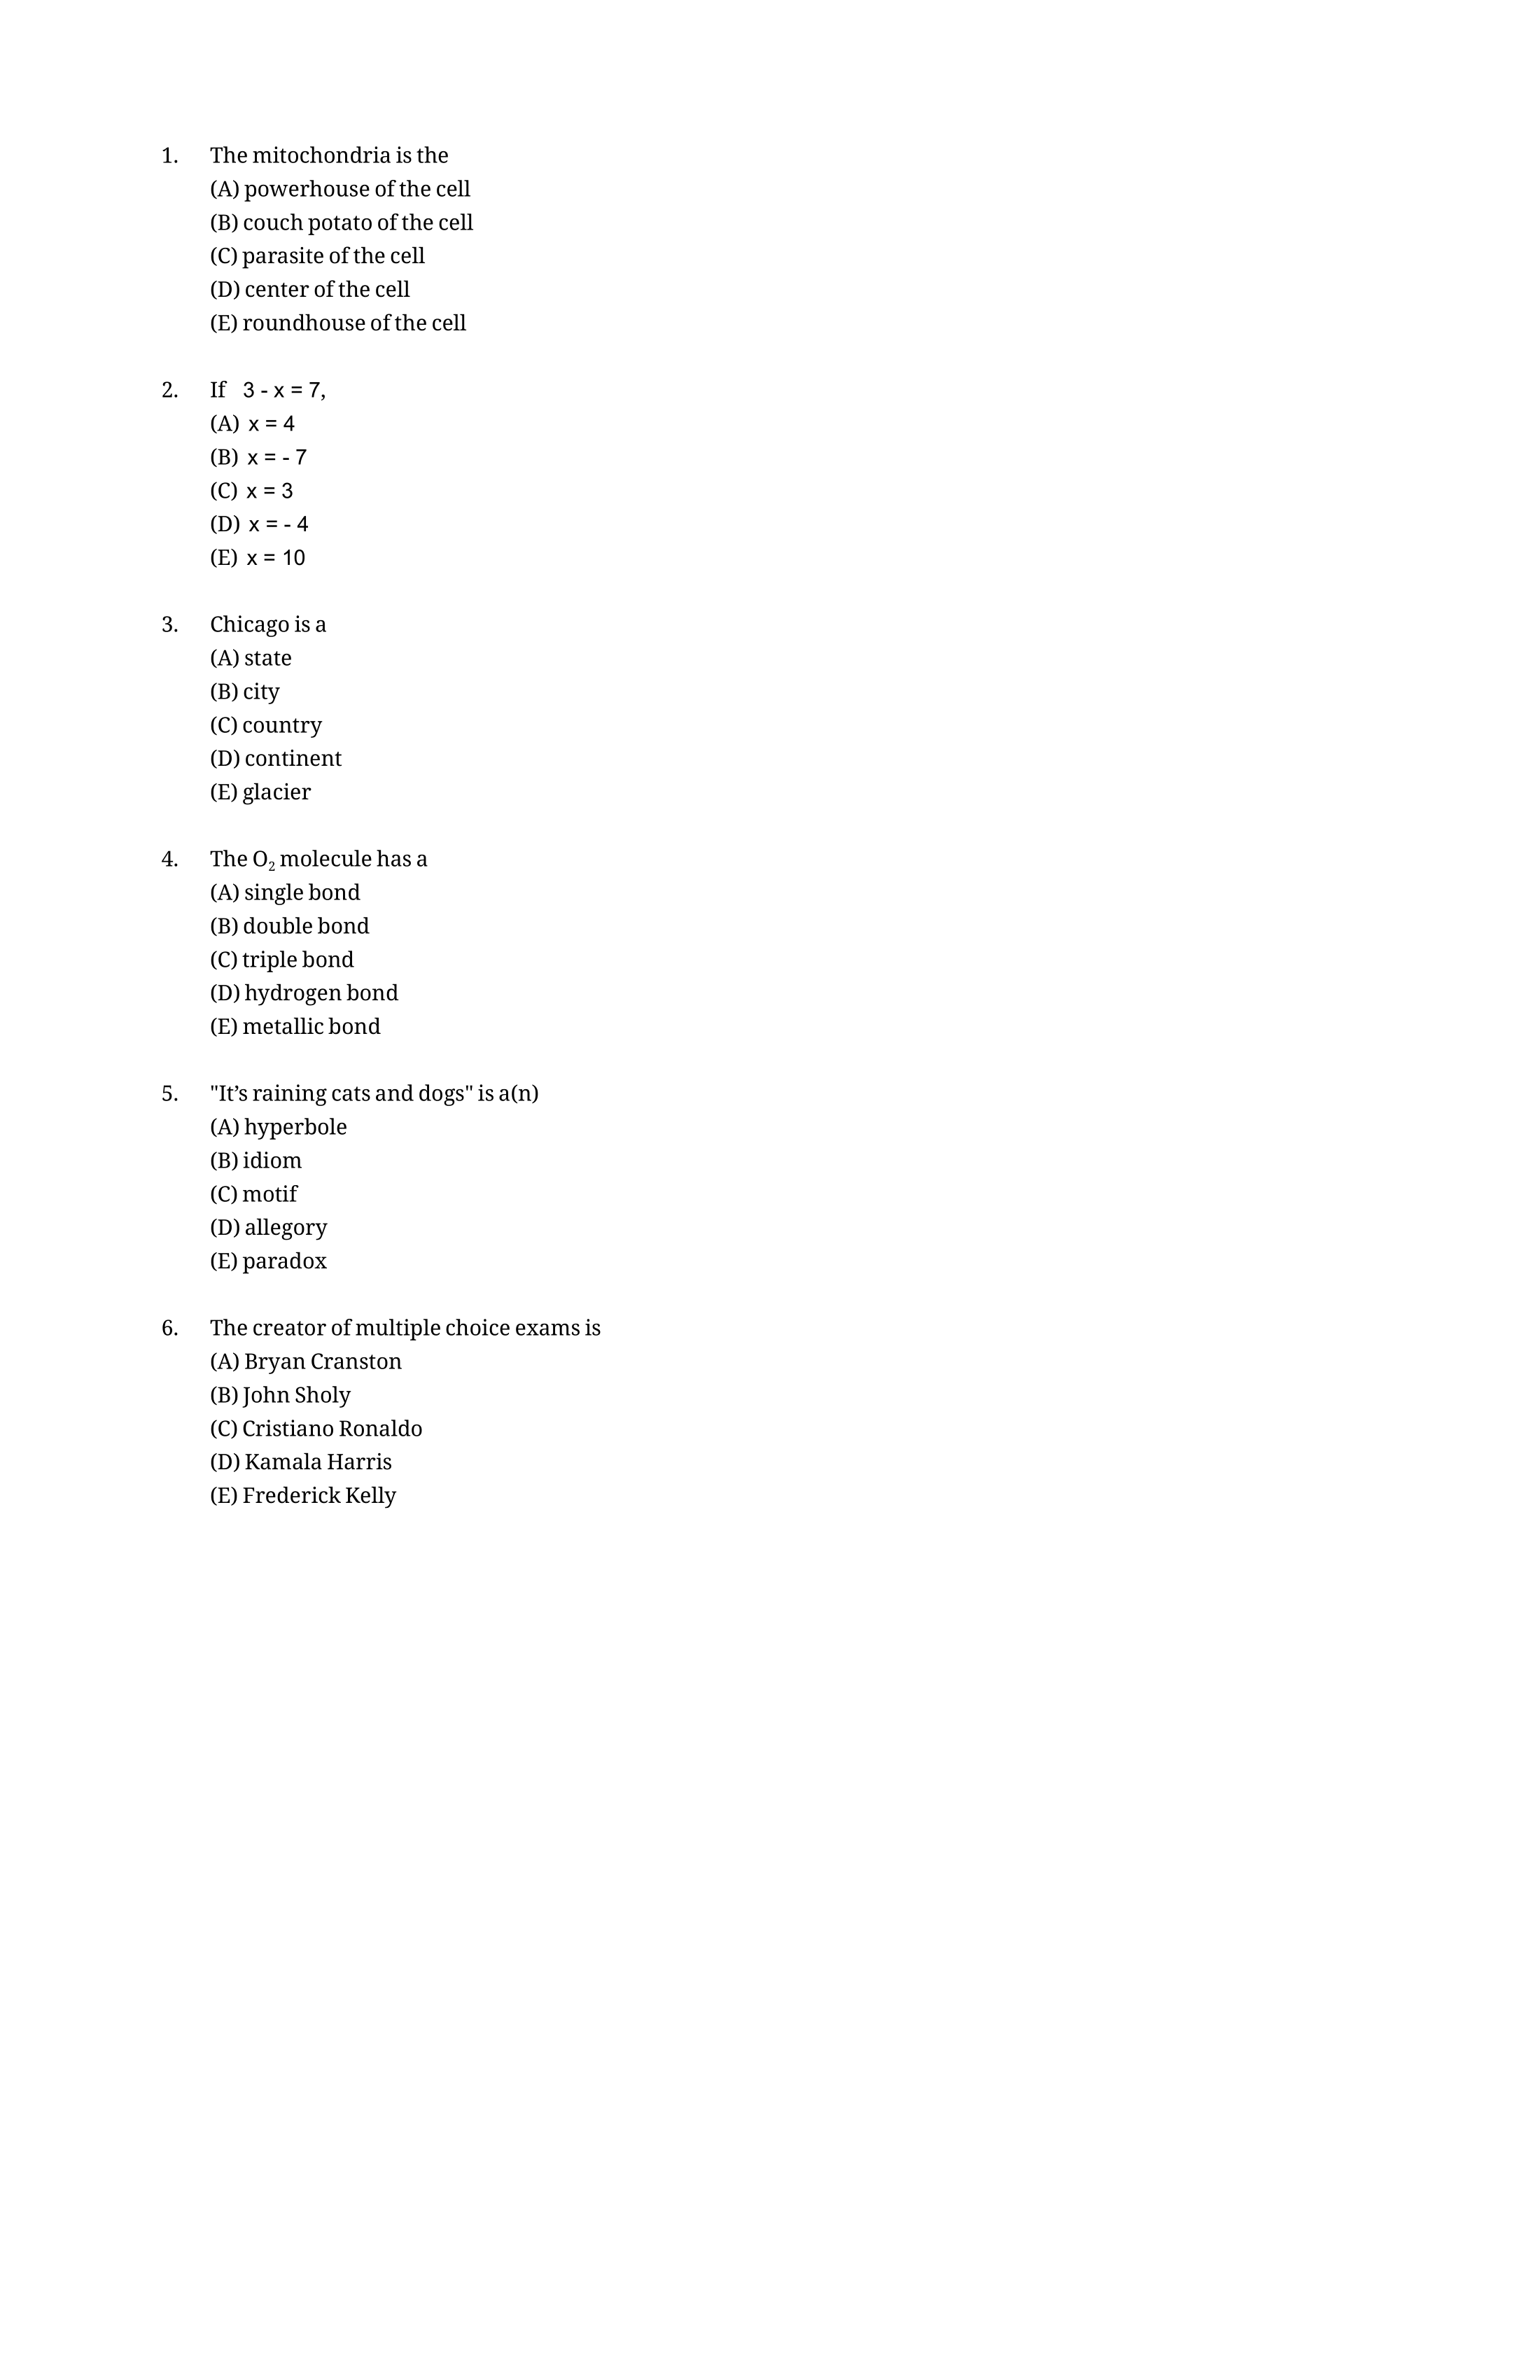 1. The mitochondria is the
(A) powerhouse of the cell
(B) couch potato of the cell
(C) parasite of the cell
(D) center of the cell
(E) roundhouse of the cell
2. If 3 - x = 7,
(A) x = 4
(B) x = - 7
(C) x = 3
(D) x = - 4
(E) x = 10
3. Chicago is a
(A) state
(B) city
(C) country
(D) continent
(E) glacier
4. The O₂ molecule has a
(A) single bond
(B) double bond
(C) triple bond
(D) hydrogen bond
(E) metallic bond
5. "It’s raining cats and dogs" is a(n)
(A) hyperbole
(B) idiom
(C) motif
(D) allegory
(E) paradox
6. The creator of multiple choice exams is
(A) Bryan Cranston
(B) John Sholy
(C) Cristiano Ronaldo
(D) Kamala Harris
(E) Frederick Kelly